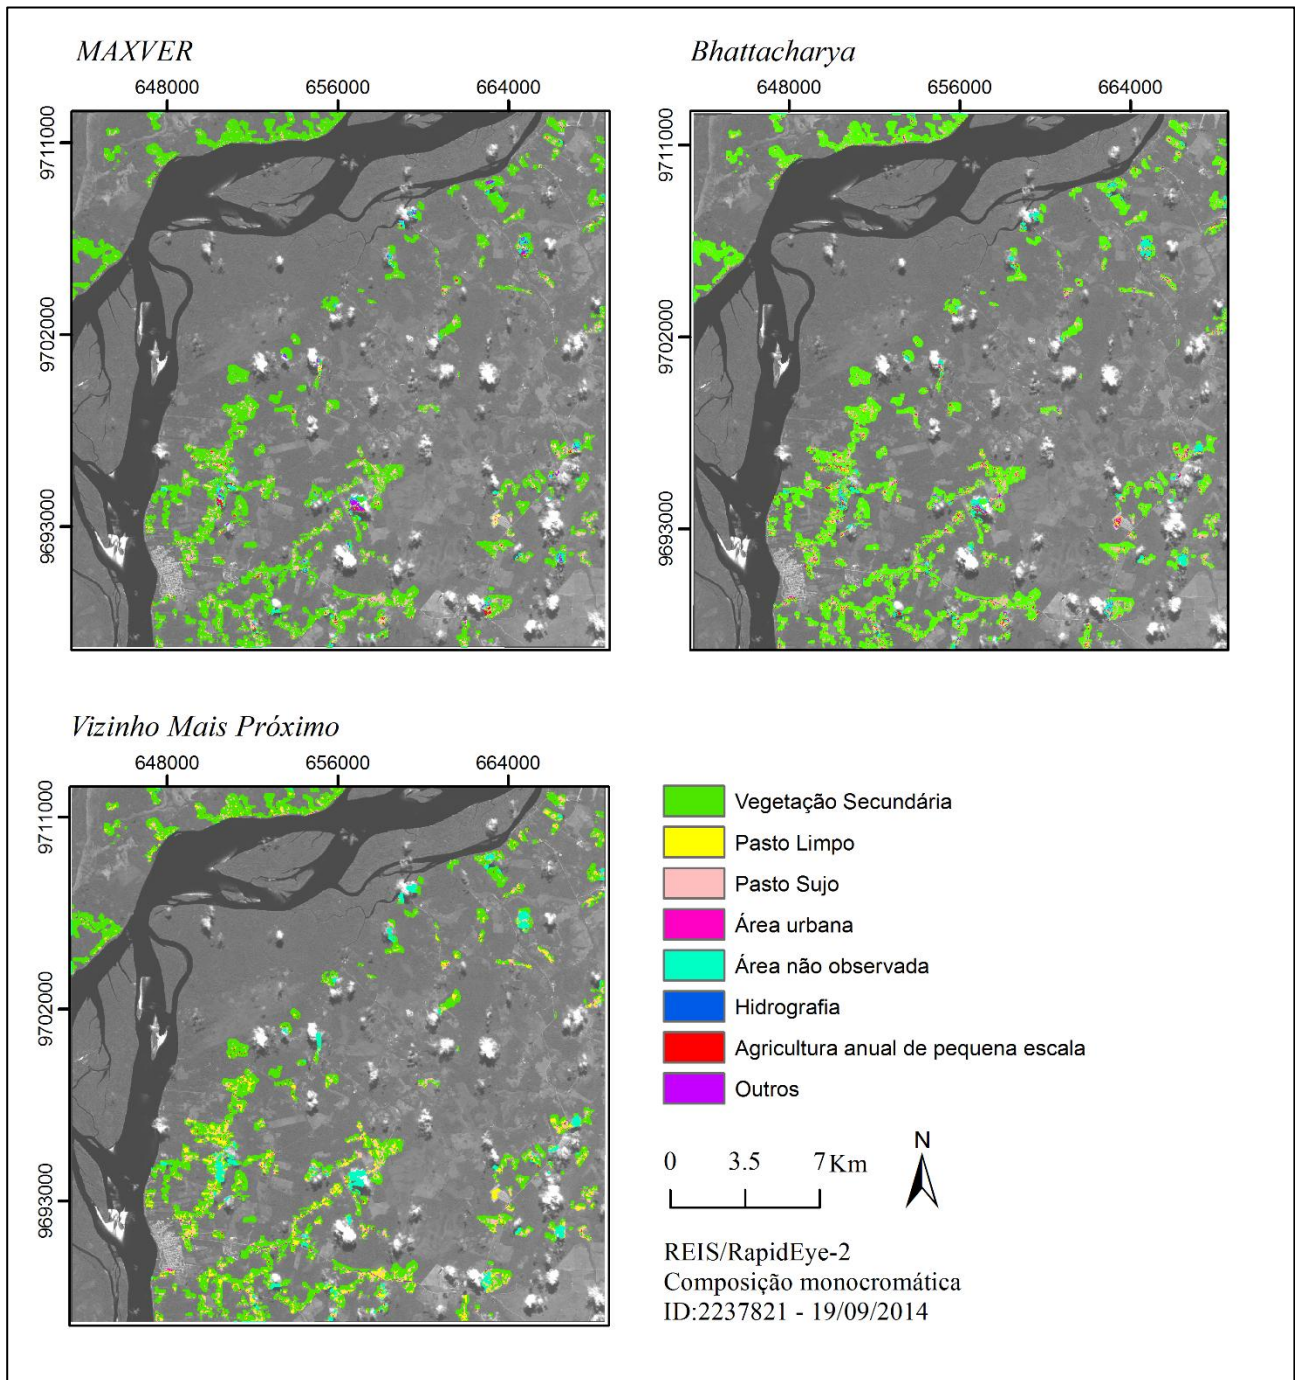 MAXVER
648000 656000 664000
9711000
9702000
9693000
Bhattacharya
648000 656000 664000
9711000
9702000
9693000
Vizinho Mais Próximo
648000 656000 664000
9711000
9702000
9693000
Vegetação Secundária
Pasto Limpo
Pasto Sujo
Área urbana
Área não observada
Hidrografia
Agricultura anual de pequena escala
Outros
0 3.5 7 Km
N
REIS/RapidEye-2
Composição monocromática
ID:2237821 - 19/09/2014